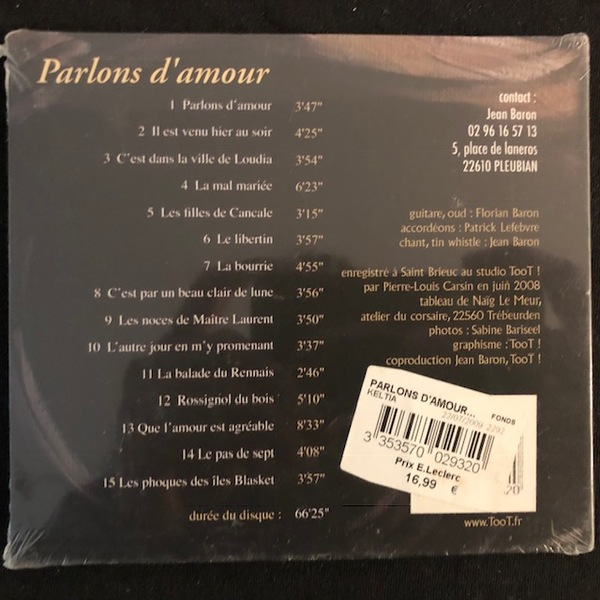 Parlons d'amour
1 Parlons d'amour 3'47"
2 Il est venu hier au soir 4'25"
3 C'est dans la ville de Loudia 3'54"
4 La mal mariée 6'23"
5 Les filles de Cancale 3'15"
6 Le libertin 3'57"
7 La bourrie 4'55"
8 C'est par un beau clair de lune 3'56"
9 Les noces de Maître Laurent 3'50"
10 L'autre jour en m'y promenant 3'37"
11 La balade du Rennais 2'46"
12 Rossignol du bois 5'10"
13 Que l'amour est agréable 8'33"
14 Le pas de sept 4'08"
15 Les phoques des îles Blasket 3'57"
durée du disque : 66'25"
contact :
Jean Baron
02 96 16 57 13
5, place de laneros
22610 PLEUBIAN
guitare, oud : Florian Baron
accordéons : Patrick Lefebvre
chant, tin whistle : Jean Baron
enregistré à Saint Brieuc au studio TooT !
par Pierre-Louis Carsin en juin 2008
tableau de Naïg Le Meur,
atelier du corsaire, 22560 Trébeurden
photos : Sabine Bariseel
graphisme : TooT !
coproduction Jean Baron, TooT !
PARLONS D'AMOUR... FONDS
KELTIA
23/07/2009 2292
3 353570 029320
Prix E.Leclerc
16,99 €
20
www.TooT.fr